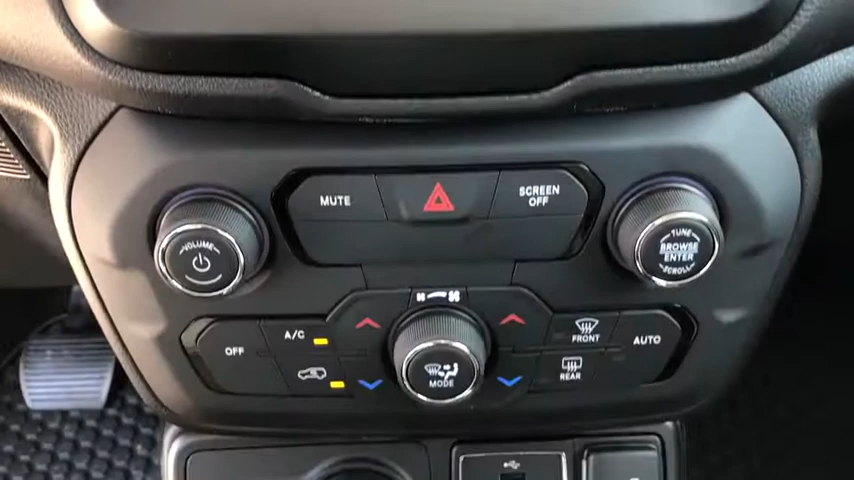 MUTE
SCREEN
OFF
VOLUME
TUNE
BROWSE
ENTER
SCROLL
OFF
A/C
FRONT
AUTO
REAR
MODE